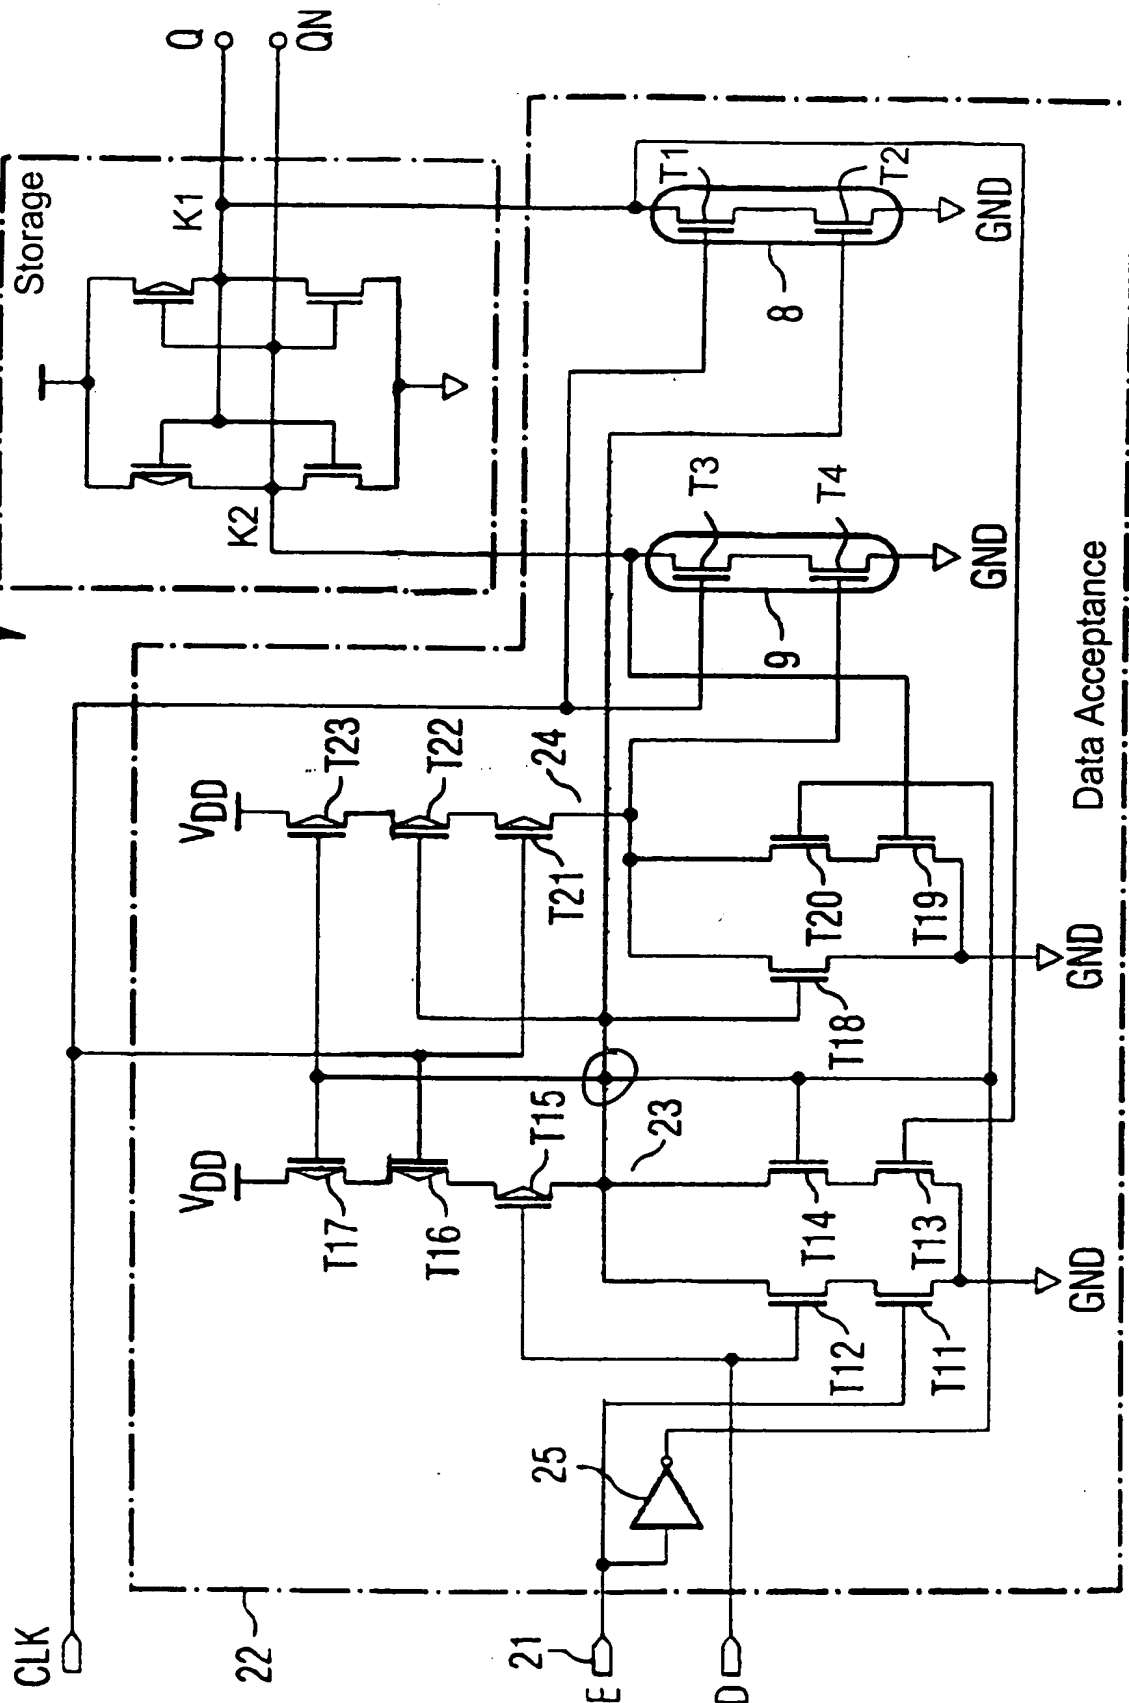 CLK
22
21
E
D
25
VDD
T17
T16
T15
23
T14
T13
T12
T11
GND
VDD
T23
T22
T21
24
T20
T19
T18
GND
Storage
K1
K2
Q
QN
T3
T4
9
GND
T1
T2
8
GND
Data Acceptance